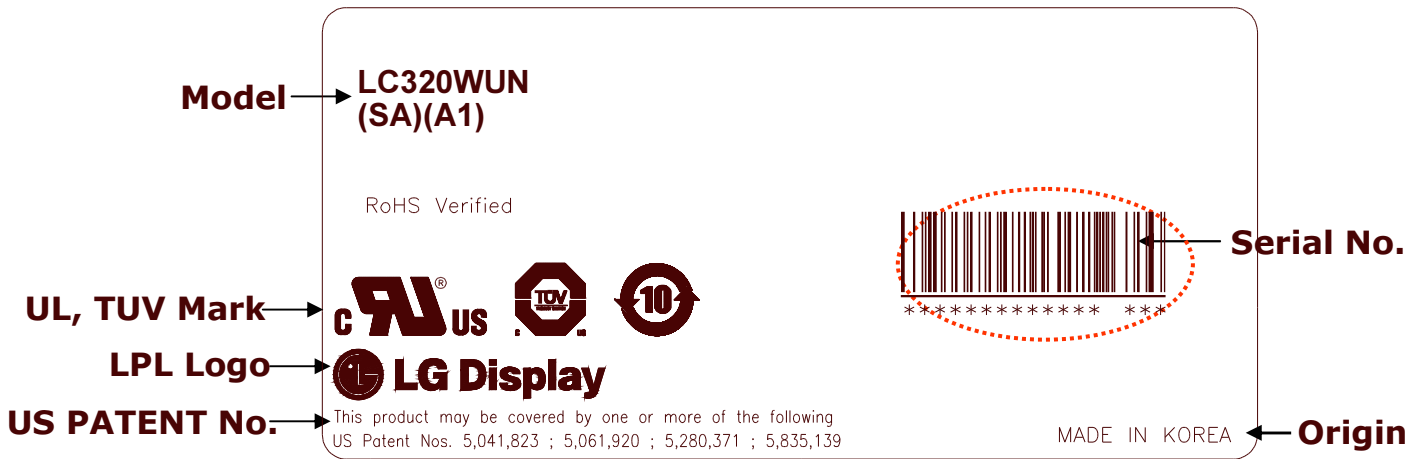 Model
LC320WUN
(SA)(A1)
RoHS Verified
Serial No.
UL, TUV Mark
C RU ® US
TUV
10
************* ***
LPL Logo
LG Display
US PATENT No.
This product may be covered by one or more of the following
US Patent Nos. 5,041,823 ; 5,061,920 ; 5,280,371 ; 5,835,139
MADE IN KOREA
Origin